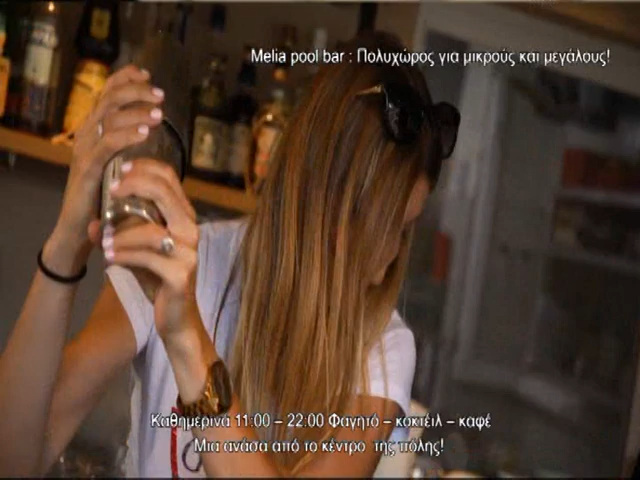 Melia pool bar : Πολυχώρος για μικρούς και μεγάλους!
Καθημερινά 11:00 – 22:00 Φαγητό – κοκτέιλ – καφέ
Μια ανάσα από το κέντρο της πόλης!